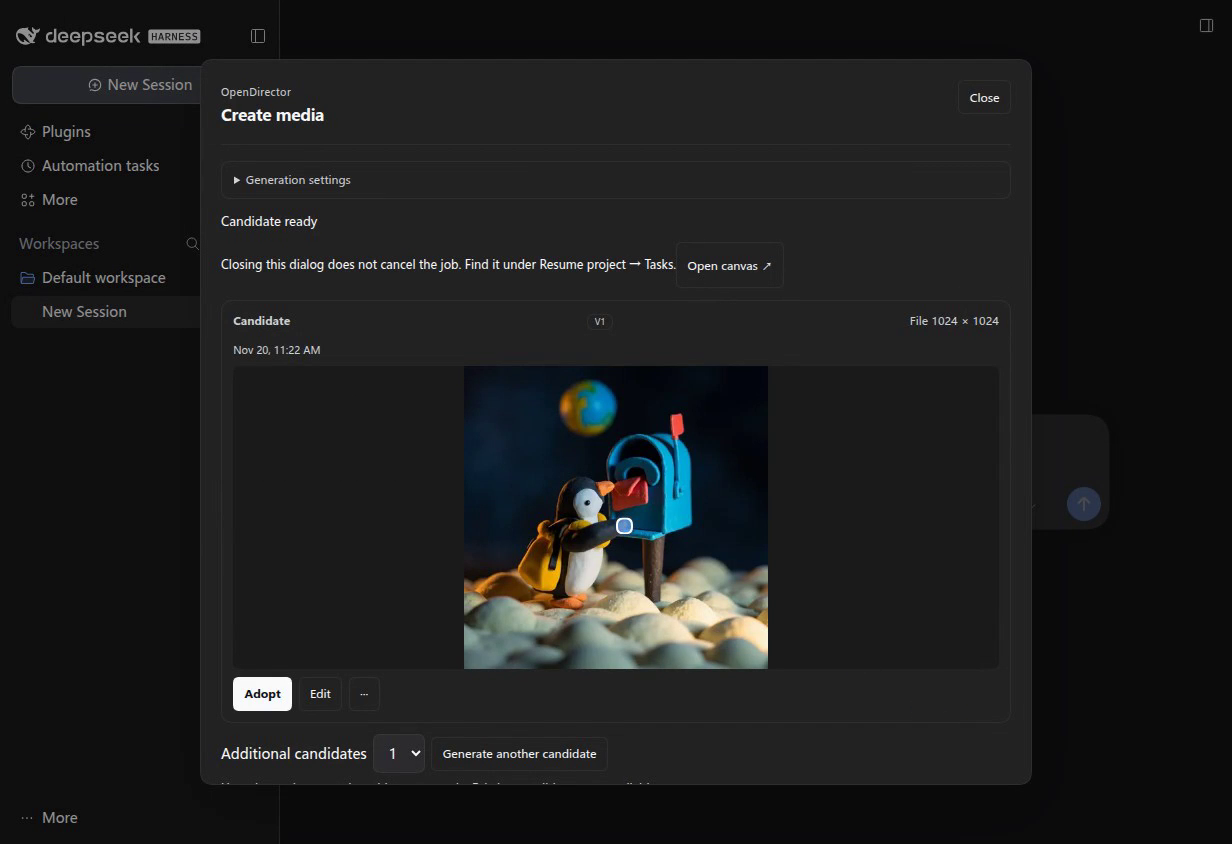 deepseek HARNESS
New Session
Plugins
Automation tasks
More
Workspaces
Default workspace
New Session
More
OpenDirector
Create media
Close
Generation settings
Candidate ready
Closing this dialog does not cancel the job. Find it under Resume project → Tasks.
Open canvas ↗
Candidate
V1
File 1024 × 1024
Nov 20, 11:22 AM
Adopt
Edit
...
Additional candidates
1
Generate another candidate